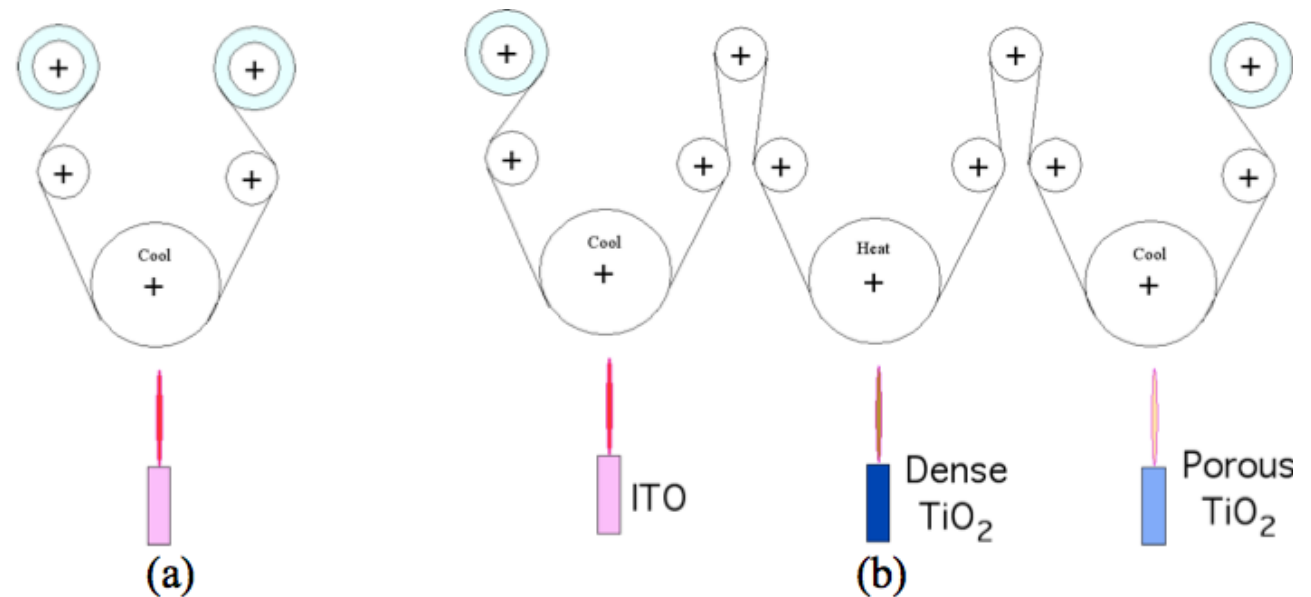 Cool
Cool
Heat
Cool
ITO
Dense
TiO₂
Porous
TiO₂
(a)
(b)